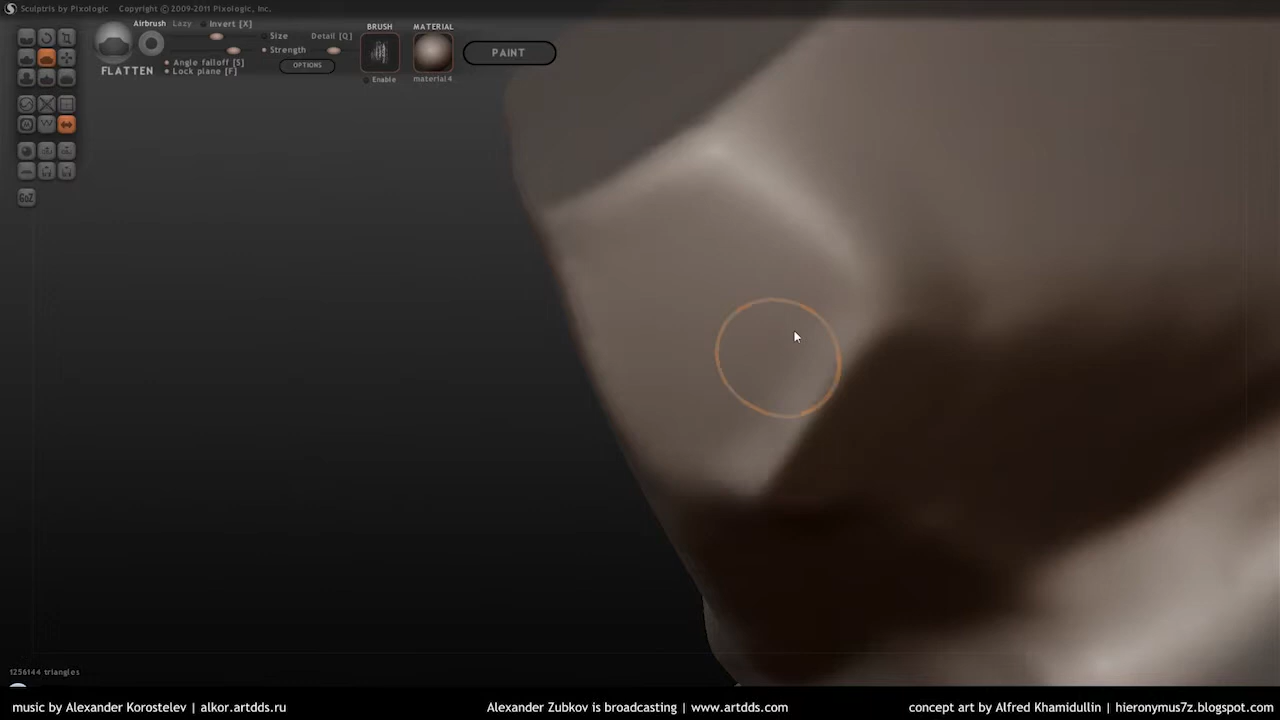 Sculptris by Pixologic Copyright © 2009-2011 Pixologic, Inc.
Airbrush Lazy Invert [X]
Size Detail [Q]
Strength
FLATTEN
Angle falloff [S]
Lock plane [F]
OPTIONS
BRUSH
Enable
MATERIAL
material4
PAINT
GoZ
1256144 triangles
music by Alexander Korostelev | alkor.artdds.ru
Alexander Zubkov is broadcasting | www.artdds.com
concept art by Alfred Khamidullin | hieronymus7z.blogspot.com